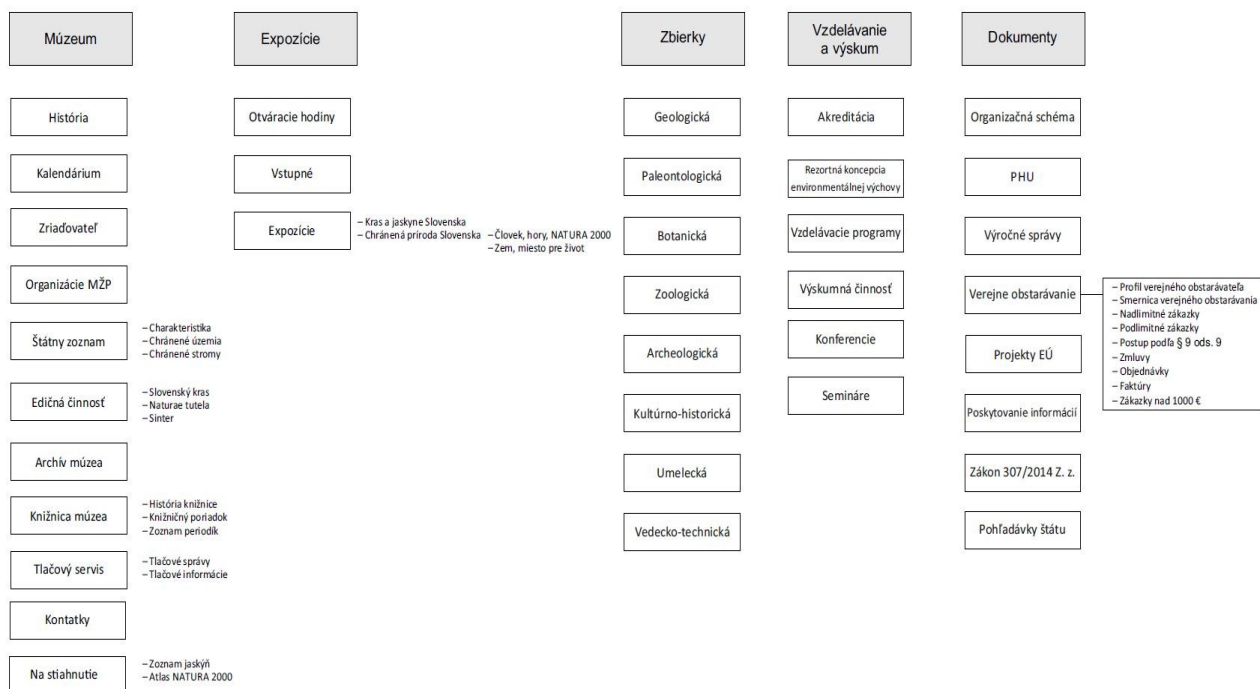 Múzeum
História
Kalendárium
Zriaďovateľ
Organizácie MŽP
Štátny zoznam
– Charakteristika
– Chránené územia
– Chránené stromy
Edičná činnosť
– Slovenský kras
– Naturae tutela
– Sinter
Archív múzea
Knižnica múzea
– História knižnice
– Knižničný poriadok
– Zoznam periodík
Tlačový servis
– Tlačové správy
– Tlačové informácie
Kontatky
Na stiahnutie
– Zoznam jaskýň
– Atlas NATURA 2000
Expozície
Otváracie hodiny
Vstupné
Expozície
– Kras a jaskyne Slovenska
– Chránená príroda Slovenska
– Človek, hory, NATURA 2000
– Zem, miesto pre život
Zbierky
Geologická
Paleontologická
Botanická
Zoologická
Archeologická
Kultúrno-historická
Umelecká
Vedecko-technická
Vzdelávanie
a výskum
Akreditácia
Rezortná koncepcia
environmentálnej výchovy
Vzdelávacie programy
Výskumná činnosť
Konferencie
Semináre
Dokumenty
Organizačná schéma
PHU
Výročné správy
Verejne obstarávanie
– Profil verejného obstarávateľa
– Smernica verejného obstarávania
– Nadlimitné zákazky
– Podlimitné zákazky
– Postup podľa § 9 ods. 9
– Zmluvy
– Objednávky
– Faktúry
– Zákazky nad 1000 €
Projekty EÚ
Poskytovanie informácií
Zákon 307/2014 Z. z.
Pohľadávky štátu